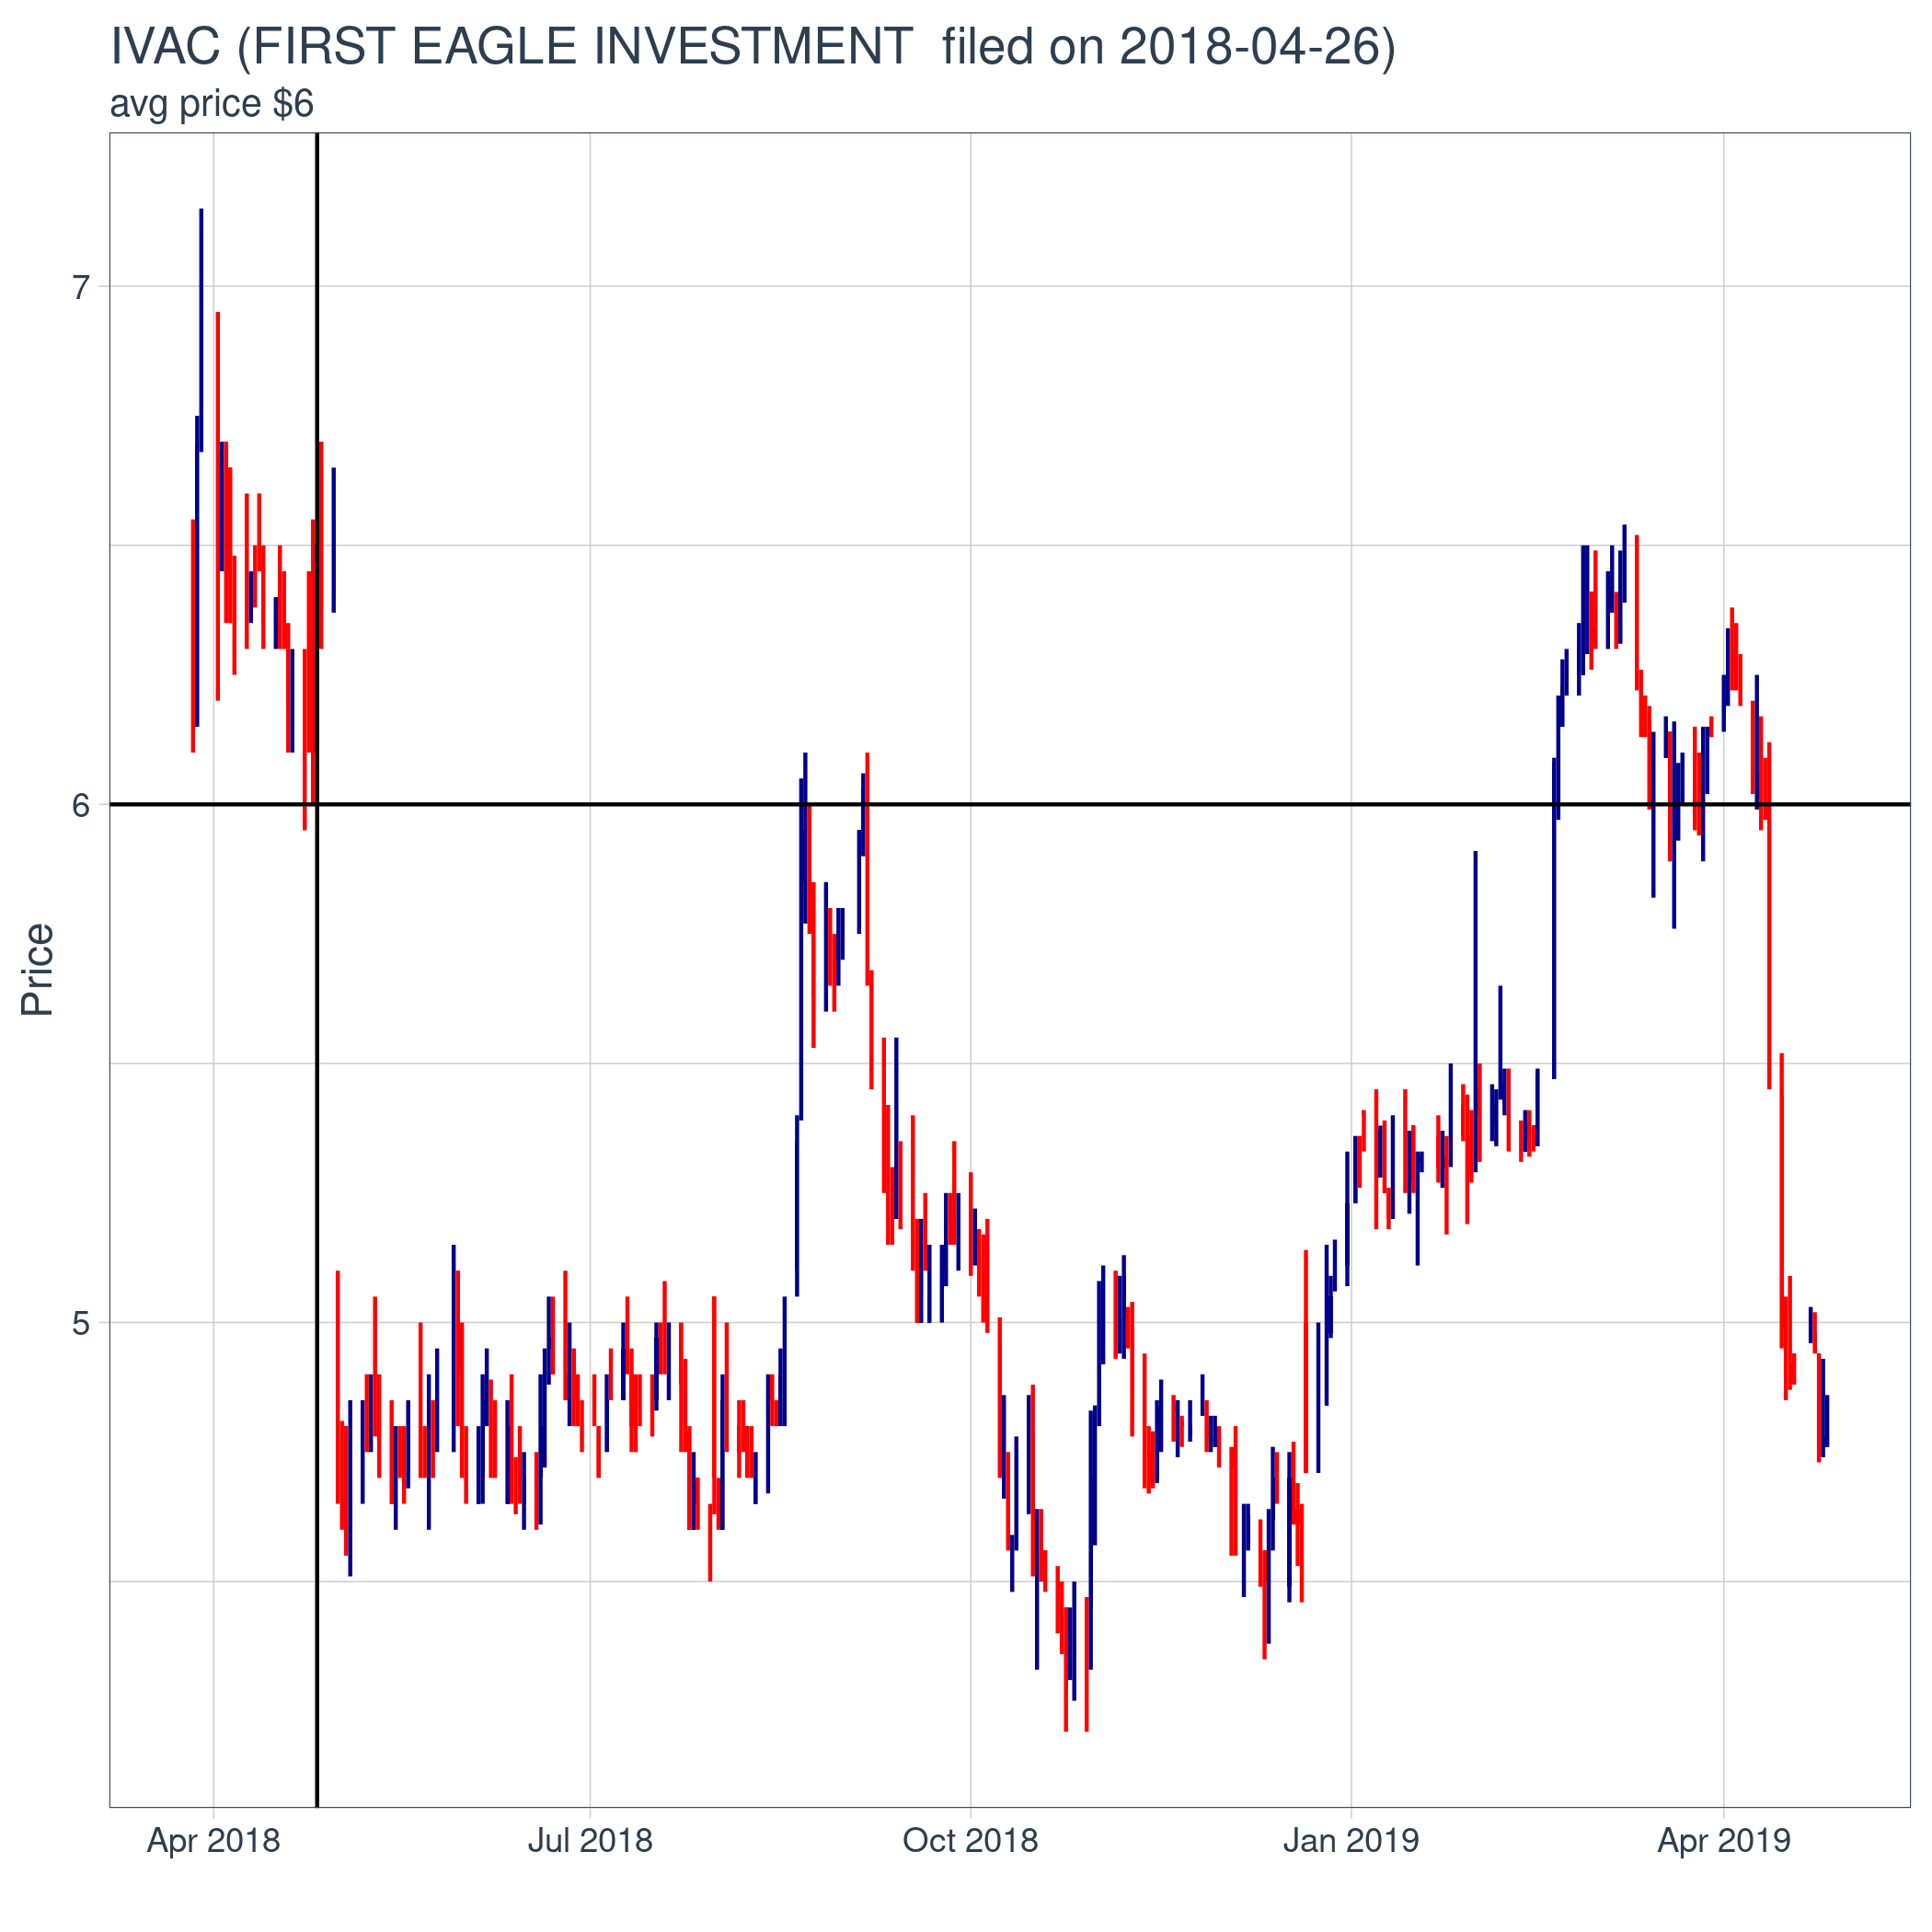 IVAC (FIRST EAGLE INVESTMENT  filed on 2018-04-26)
avg price $6
7
6
5
Price
Apr 2018
Jul 2018
Oct 2018
Jan 2019
Apr 2019